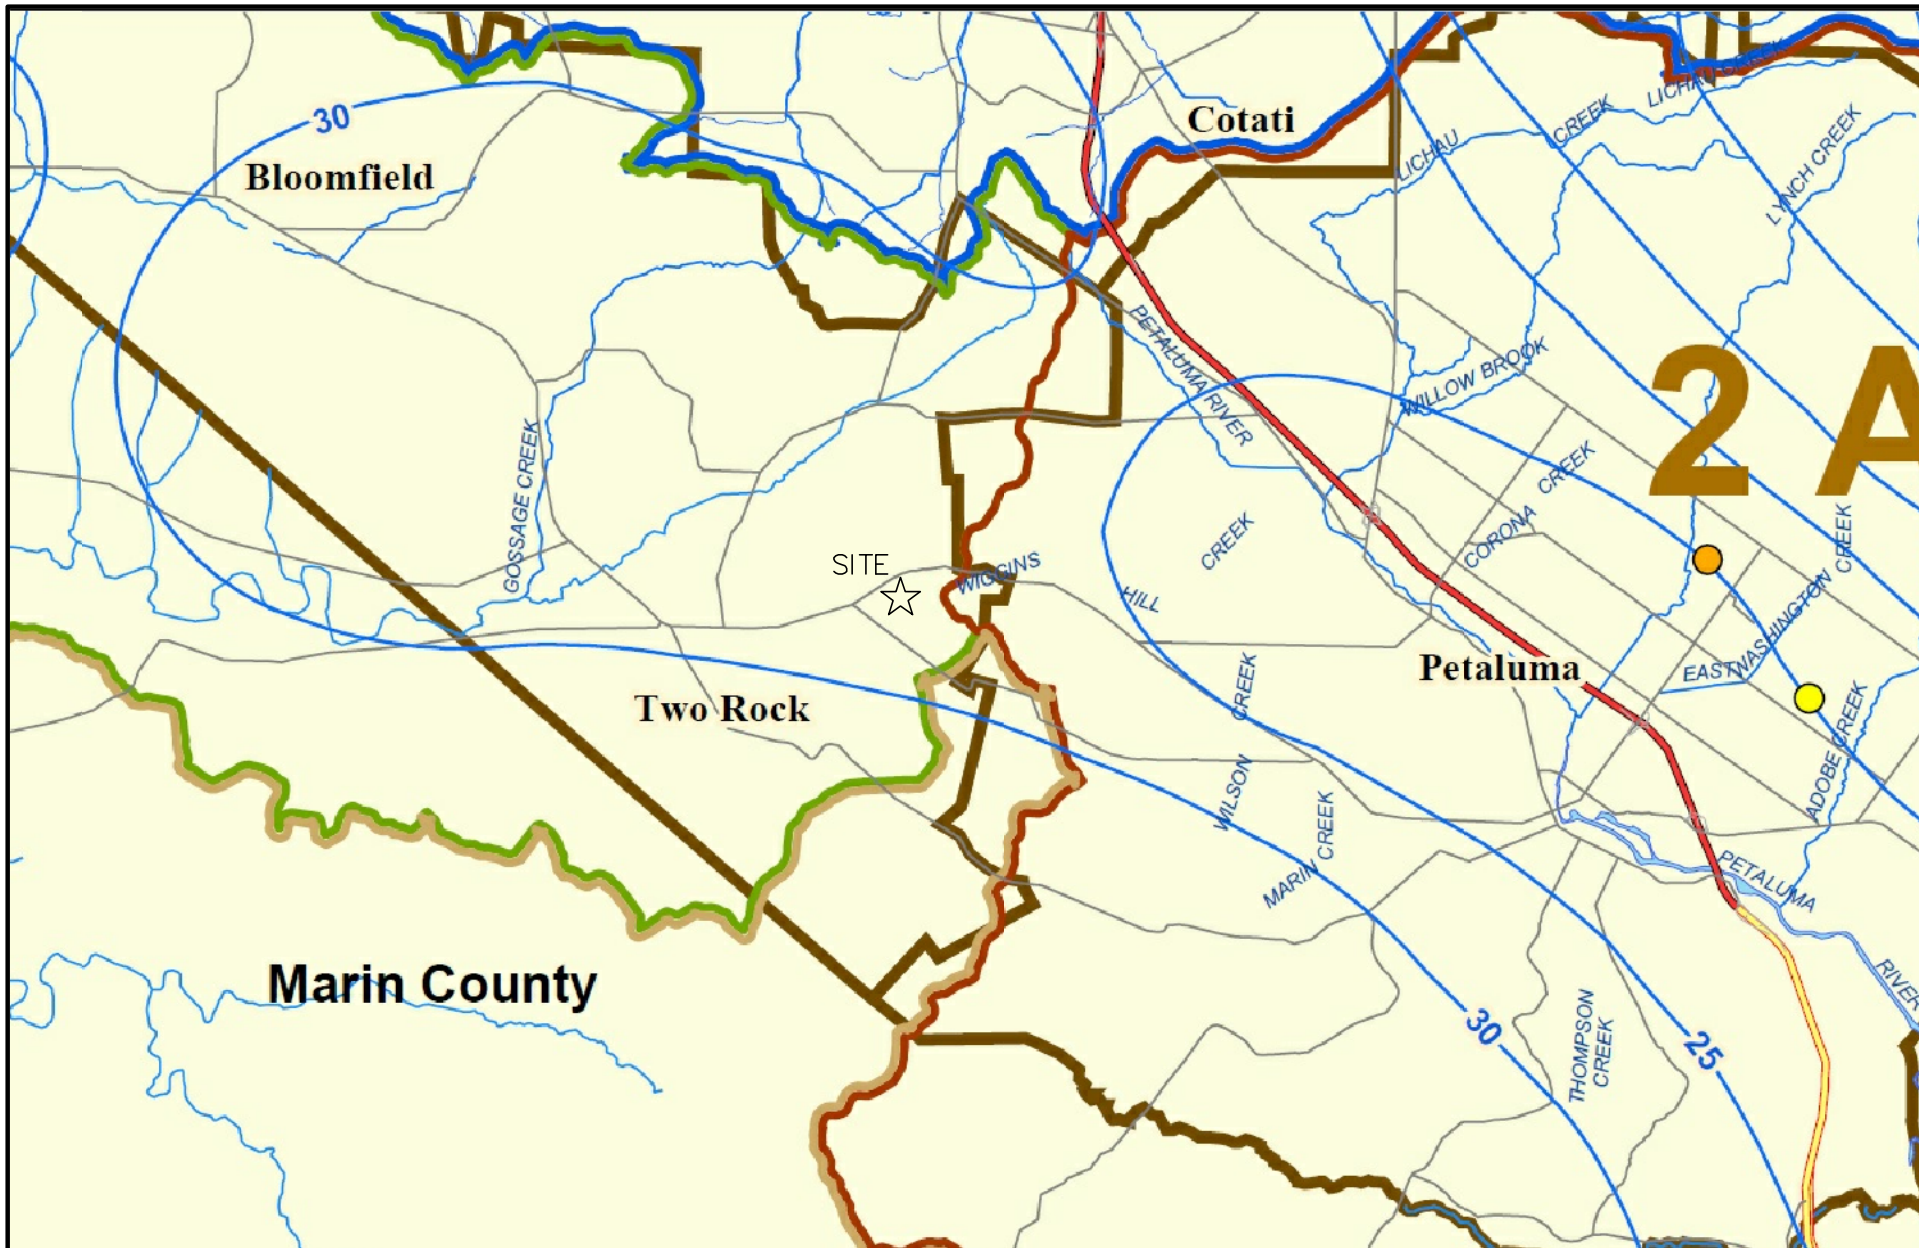 LICHAU CREEK
30
Cotati
LICHAU
CREEK
LYNCH CREEK
Bloomfield
PETALUMA RIVER
WILLOW BROOK
2 A
GOSSAGE CREEK
CREEK
CORONA
CREEK
CREEK
SITE
WIGGINS
HILL
EAST WASHINGTON
Petaluma
CREEK
Two Rock
ADOBE CREEK
WILSON
CREEK
MARIN
PETALUMA
RIVER
Marin County
30
25
THOMPSON
CREEK